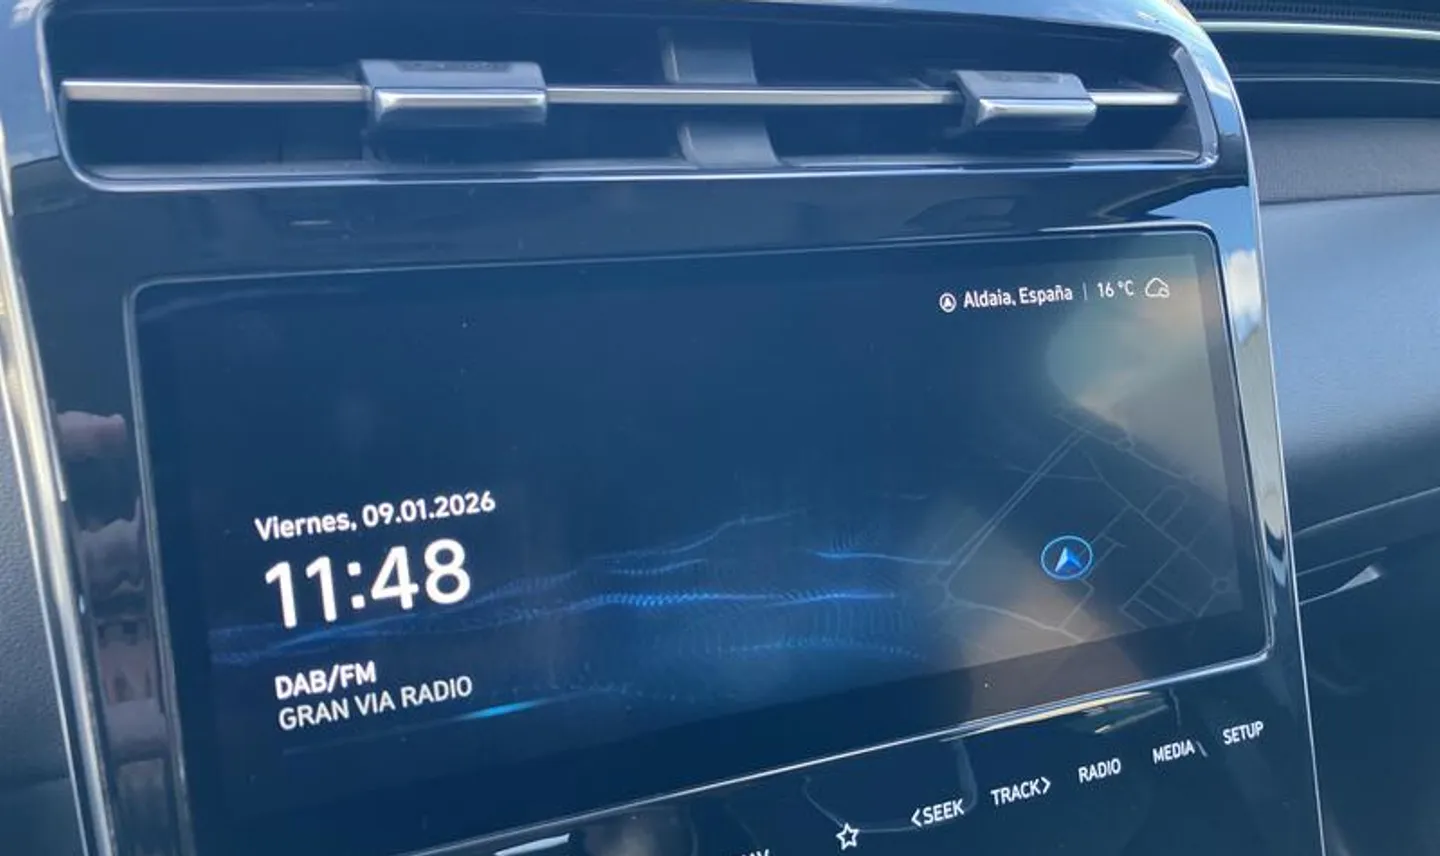 Aldaia, España | 16 °C
Viernes, 09.01.2026
11:48
DAB/FM
GRAN VIA RADIO
<SEEK TRACK> RADIO MEDIA SETUP